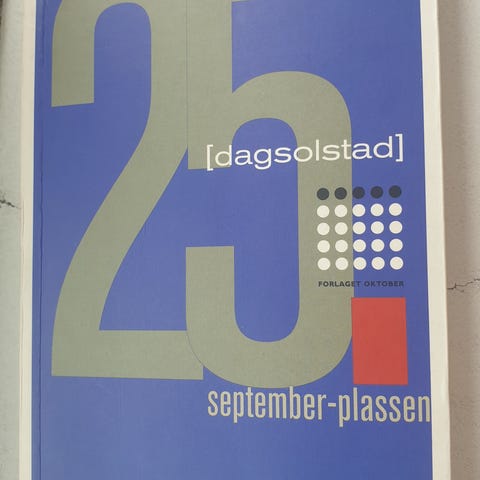 25.
[dagsolstad]
FORLAGET OKTOBER
september-plassen